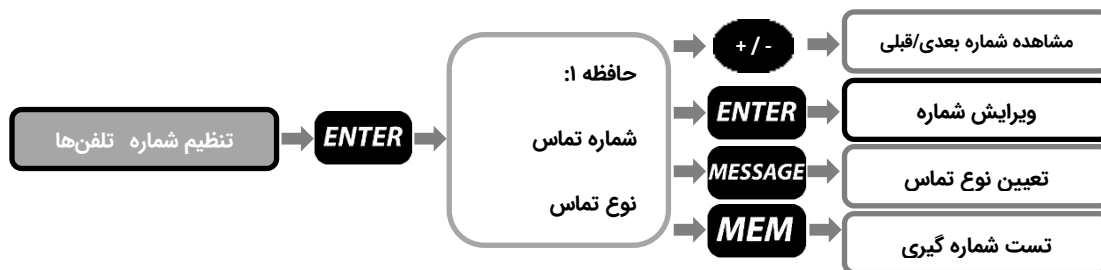 تنظیم شماره تلفن‌ها
ENTER
حافظه ۱:
شماره تماس
نوع تماس
+ / -
مشاهده شماره بعدی/قبلی
ENTER
ویرایش شماره
MESSAGE
تعیین نوع تماس
MEM
تست شماره گیری